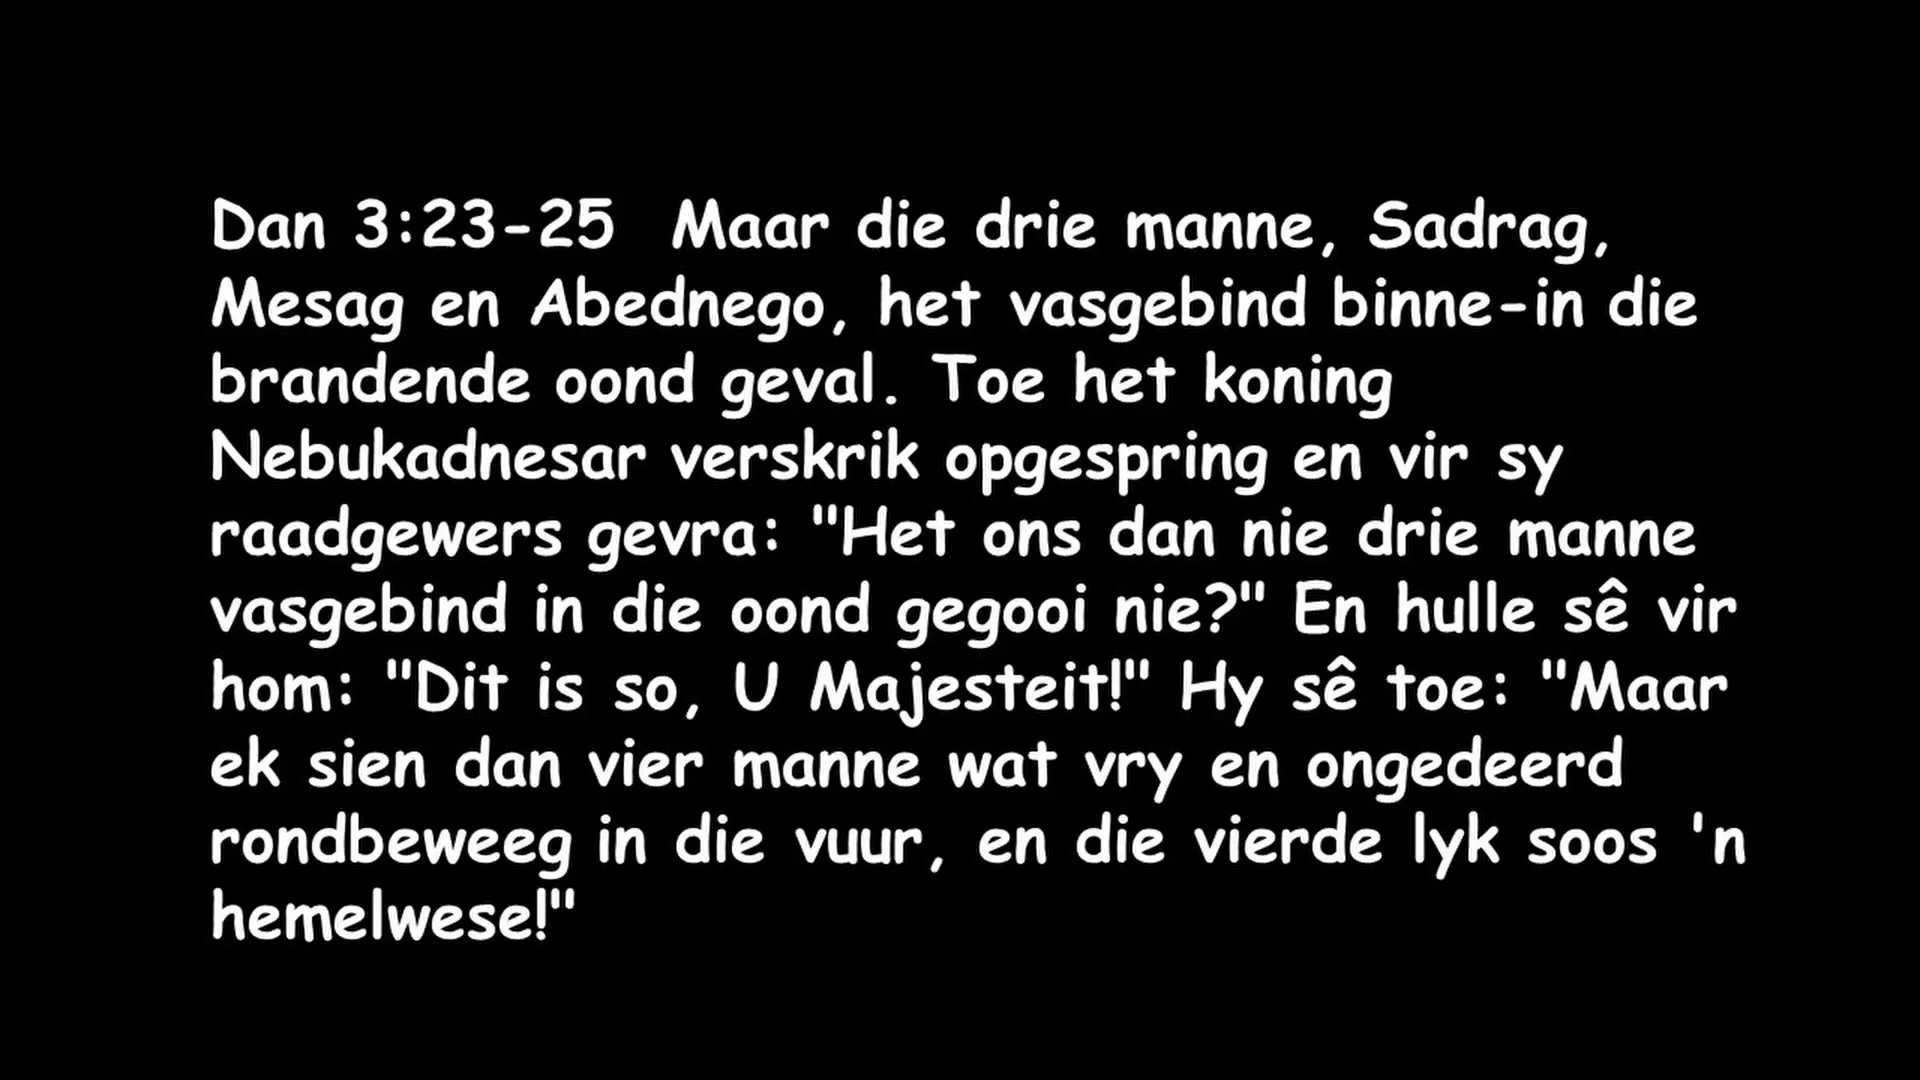 Dan 3:23-25  Maar die drie manne, Sadrag,
Mesag en Abednego, het vasgebind binne-in die
brandende oond geval. Toe het koning
Nebukadnesar verskrik opgespring en vir sy
raadgewers gevra: "Het ons dan nie drie manne
vasgebind in die oond gegooi nie?" En hulle sê vir
hom: "Dit is so, U Majesteit!" Hy sê toe: "Maar
ek sien dan vier manne wat vry en ongedeerd
rondbeweeg in die vuur, en die vierde lyk soos 'n
hemelwese!"